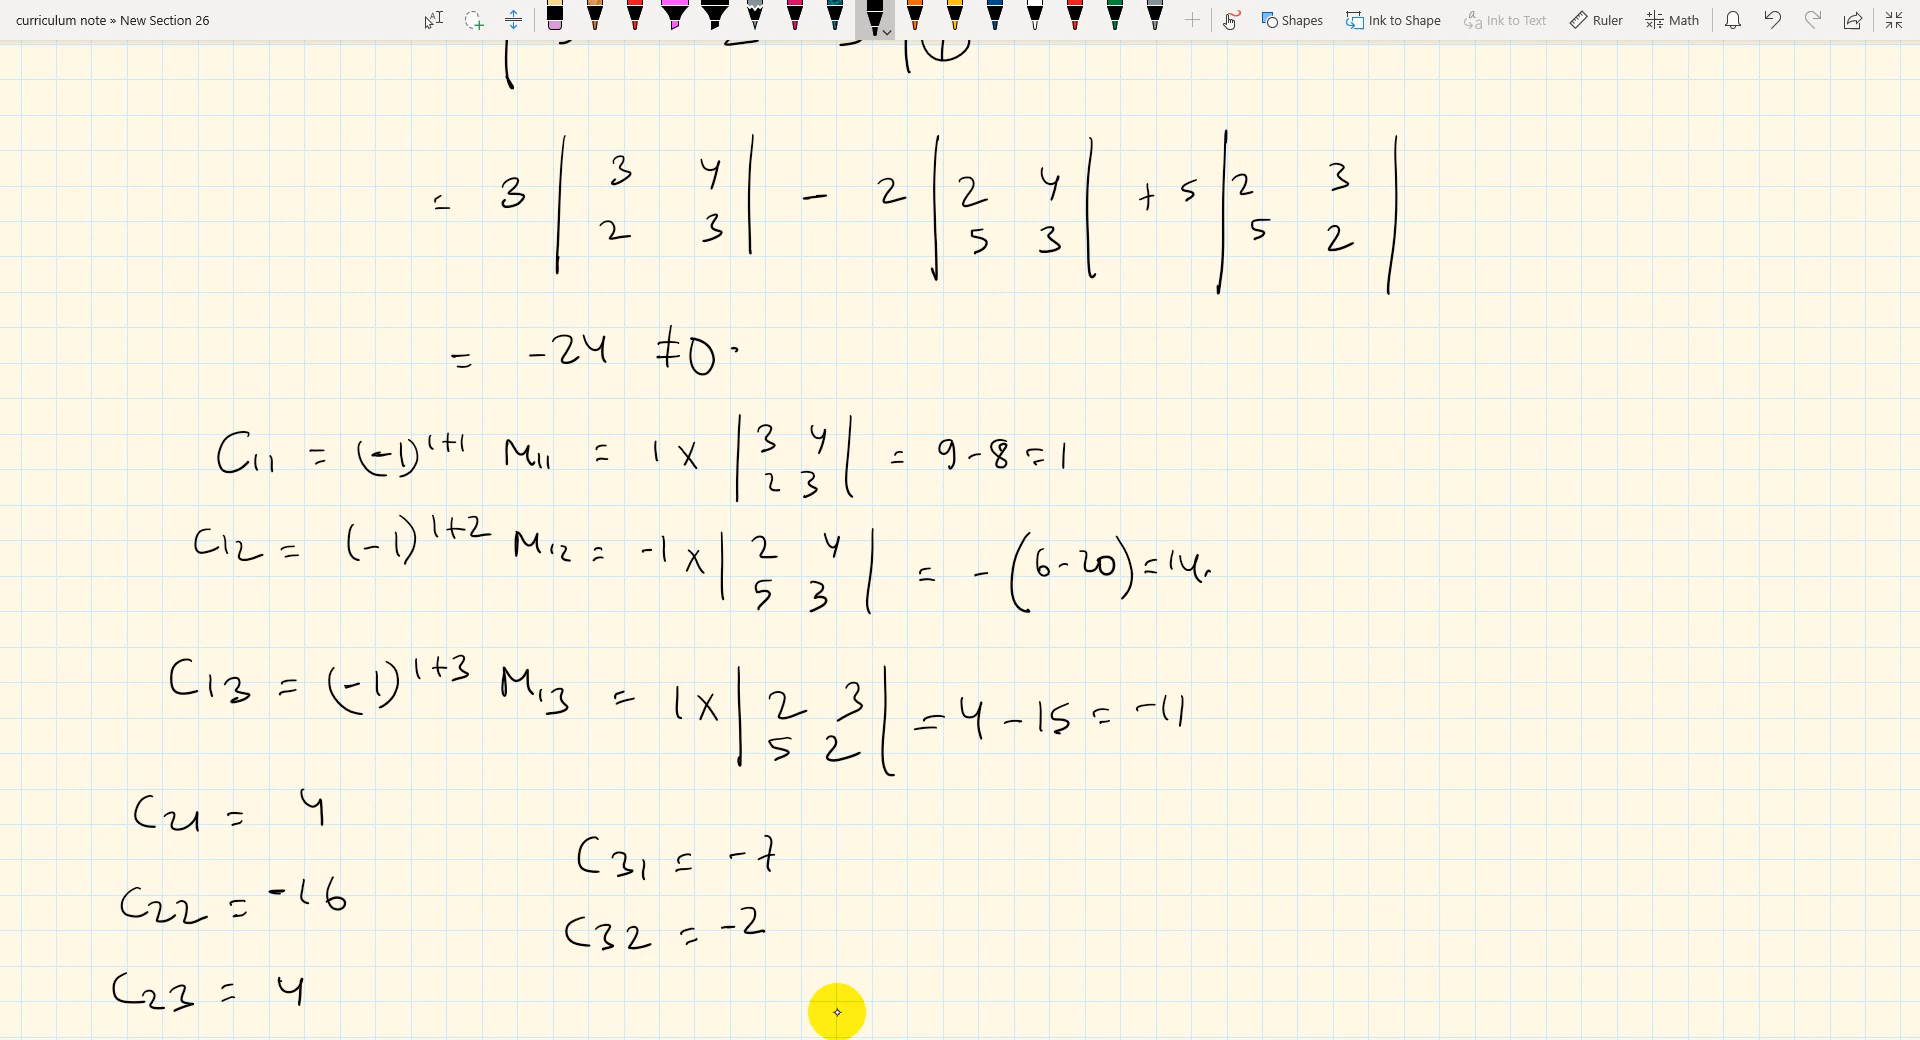 curriculum note » New Section 26
Shapes Ink to Shape Ink to Text Ruler Math
= 3 | 3 4 | - 2 | 2 4 | + 5 | 2 3 |
| 2 3 | | 5 3 | | 5 2 |
= -24 ≠0.
C11 = (-1)^1+1 M11 = 1 x | 3 4 | = 9-8=1
| 2 3 |
C12 = (-1)^1+2 M12 = -1 x | 2 4 | = -(6-20)=14.
| 5 3 |
C13 = (-1)^1+3 M13 = 1x | 2 3 | = 4-15 = -11
| 5 2 |
C21 = 4
C22 = -16
C23 = 4
C31 = -7
C32 = -2